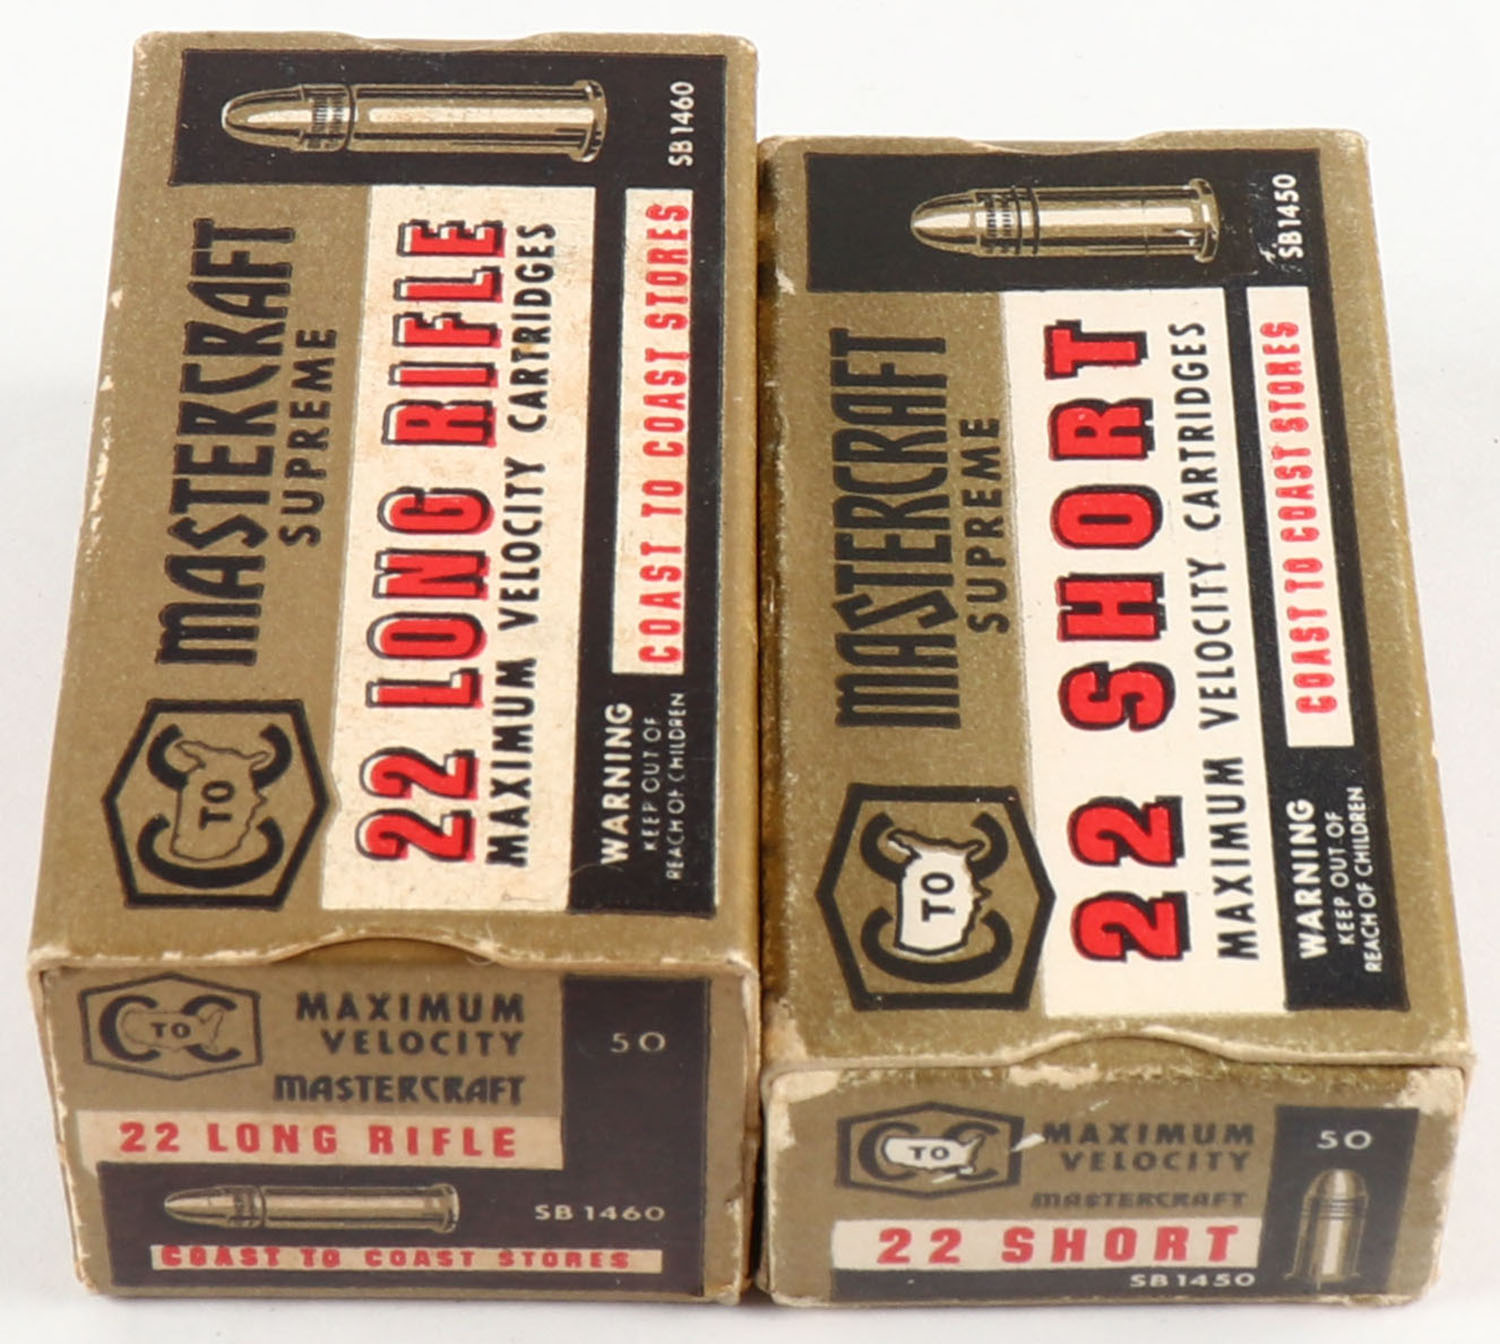 SB1460
MASTERCRAFT
SUPREME
22 LONG RIFLE
MAXIMUM VELOCITY CARTRIDGES
COAST TO COAST STORES
C TO C
WARNING
KEEP OUT OF
REACH OF CHILDREN
C TO C
MAXIMUM
VELOCITY
MASTERCRAFT
50
22 LONG RIFLE
SB 1460
COAST TO COAST STORES
SB1450
MASTERCRAFT
SUPREME
22 SHORT
MAXIMUM VELOCITY CARTRIDGES
COAST TO COAST STORES
C TO C
WARNING
KEEP OUT OF
REACH OF CHILDREN
C TO C
MAXIMUM
VELOCITY
MASTERCRAFT
50
22 SHORT
SB1450